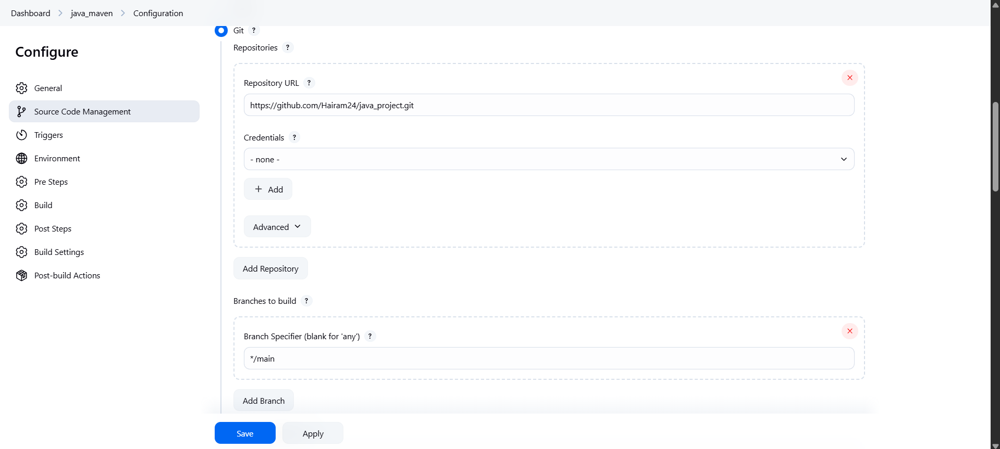 Dashboard > java_maven > Configuration
Configure
General
Source Code Management
Triggers
Environment
Pre Steps
Build
Post Steps
Build Settings
Post-build Actions
Git ?
Repositories ?
Repository URL ?
https://github.com/Hairam24/java_project.git
Credentials ?
- none -
+ Add
Advanced
Add Repository
Branches to build ?
Branch Specifier (blank for 'any') ?
*/main
Add Branch
Save Apply